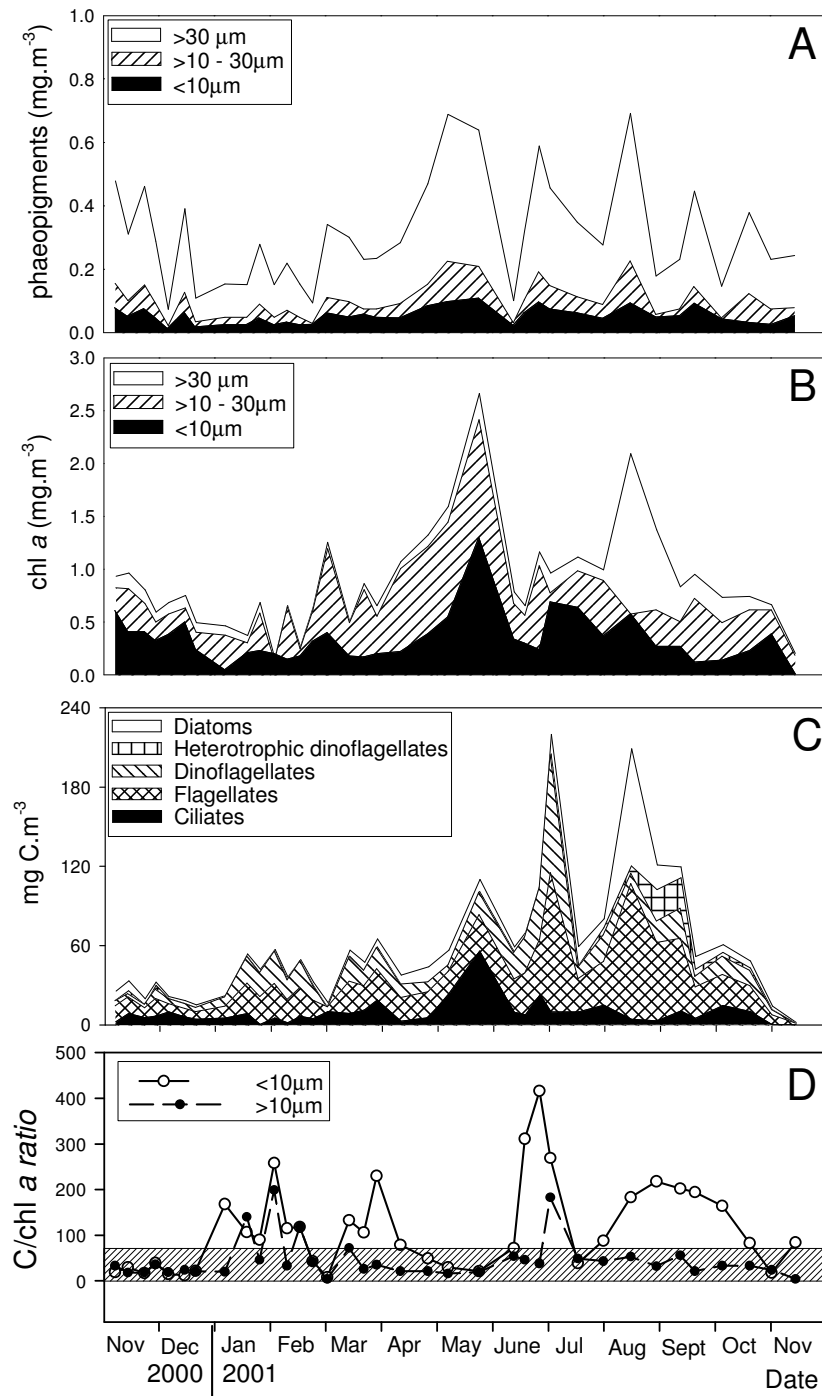 A
phaeopigments (mg.m-3)
1.0
0.8
0.6
0.4
0.2
0.0
>30 μm
>10 - 30μm
<10μm
B
chl a (mg.m-3)
3.0
2.5
2.0
1.5
1.0
0.5
0.0
>30 μm
>10 - 30μm
<10μm
C
mg C.m-3
240
180
120
60
0
Diatoms
Heterotrophic dinoflagellates
Dinoflagellates
Flagellates
Ciliates
D
C/chl a ratio
500
400
300
200
100
0
<10μm
>10μm
Nov Dec Jan Feb Mar Apr May June Jul Aug Sept Oct Nov
2000 2001 Date